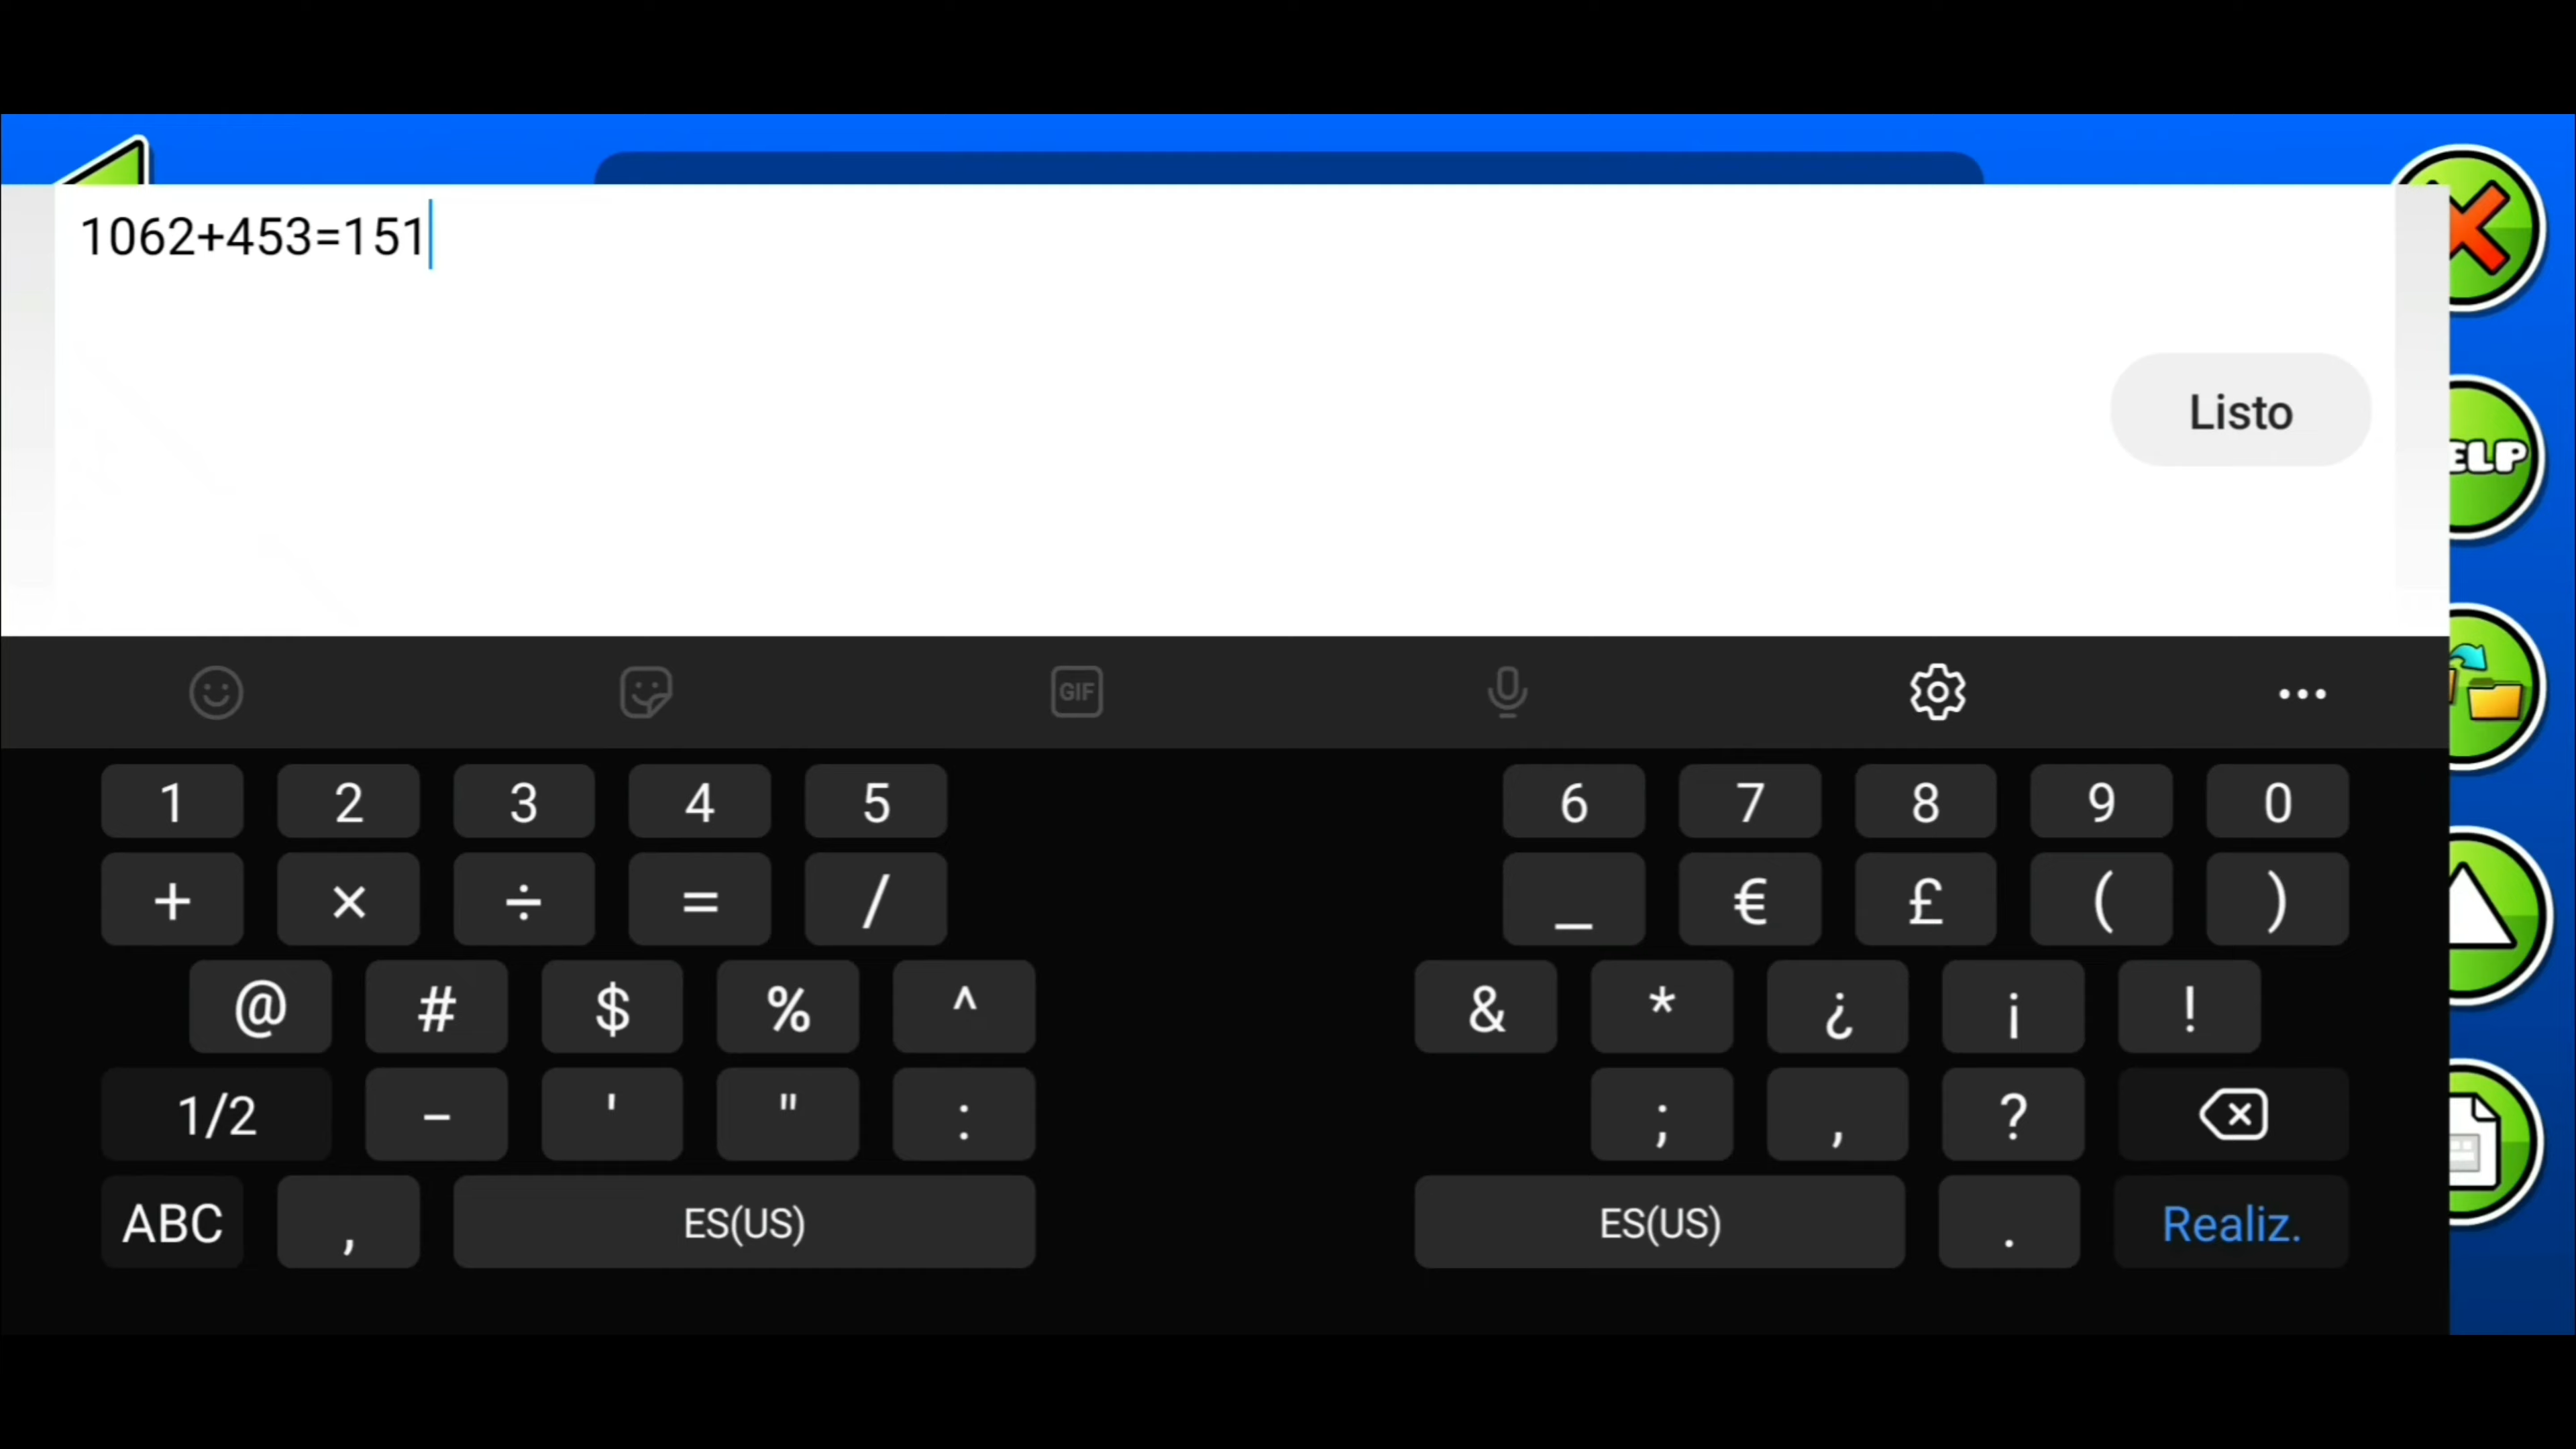 1062+453=151
Listo
ELP
GIF
1 2 3 4 5 6 7 8 9 0
+ × ÷ = / _ € £ ( )
@ # $ % ^ & * ¿ ¡ !
1/2 - ' " : ; , ?
ABC , ES(US) ES(US) . Realiz.